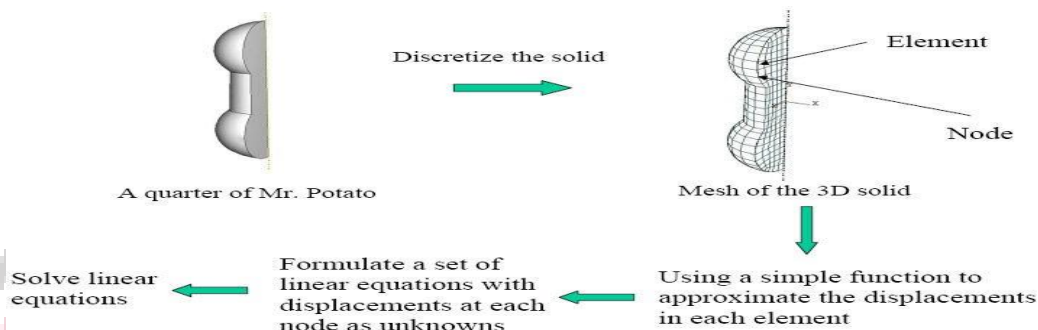 Discretize the solid
Element
Node
x
A quarter of Mr. Potato
Mesh of the 3D solid
Using a simple function to
approximate the displacements
in each element
Formulate a set of
linear equations with
displacements at each
node as unknowns
Solve linear
equations